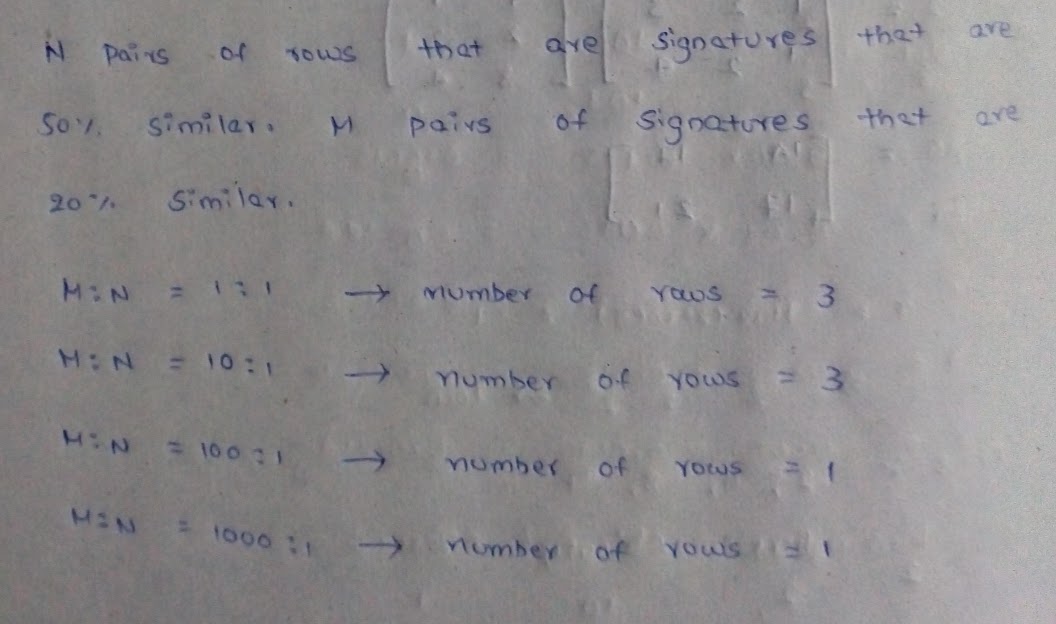 N pairs of rows that are signatures that are
50% similar. M pairs of signatures that are
20% similar.
M:N = 1:1 → number of rows = 3
M:N = 10:1 → number of rows = 3
M:N = 100:1 → number of rows = 1
M:N = 1000:1 → number of rows = 1